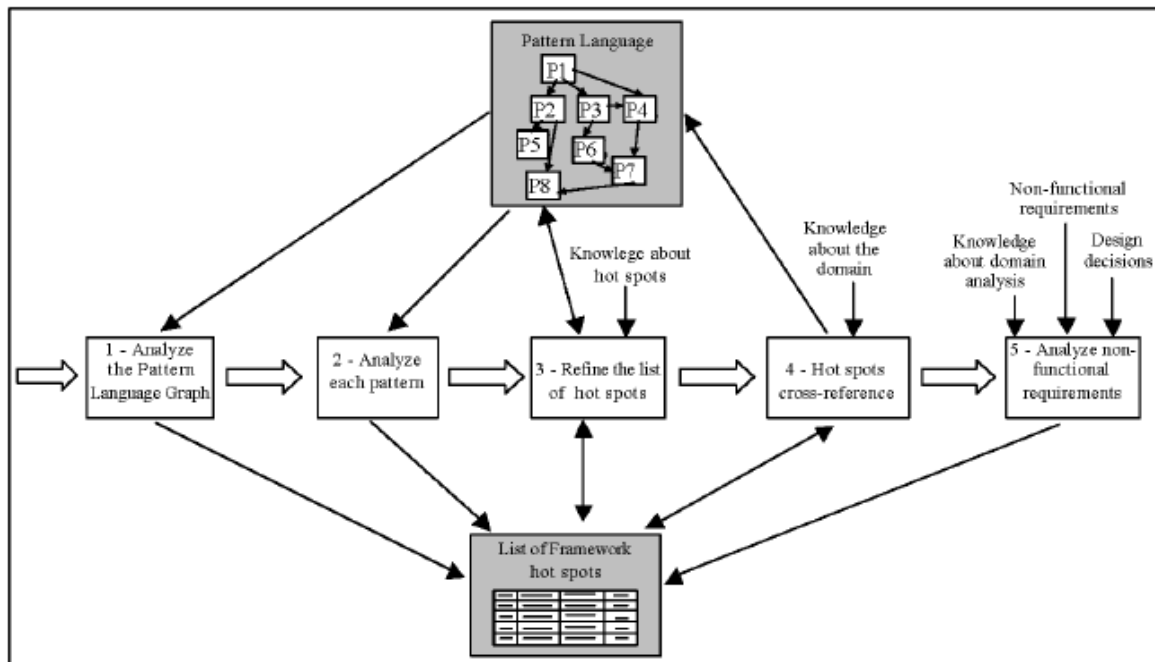 Pattern Language
P1
P2
P3
P4
P5
P6
P7
P8
Non-functional
requirements
Knowledge
about the
domain
Knowledge
about domain
analysis
Design
decisions
Knowlege about
hot spots
1 - Analyze
the Pattern
Language Graph
2 - Analyze
each pattern
3 - Refine the list
of hot spots
4 - Hot spots
cross-reference
5 - Analyze non-
functional
requirements
List of Framework
hot spots